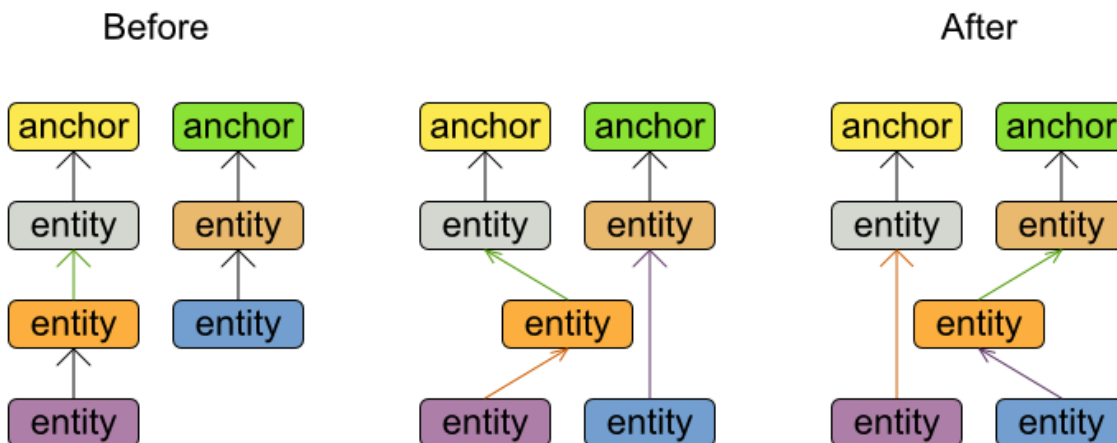 Before After
anchor anchor anchor anchor anchor anchor
entity entity entity entity entity entity
entity entity entity entity
entity entity entity entity entity